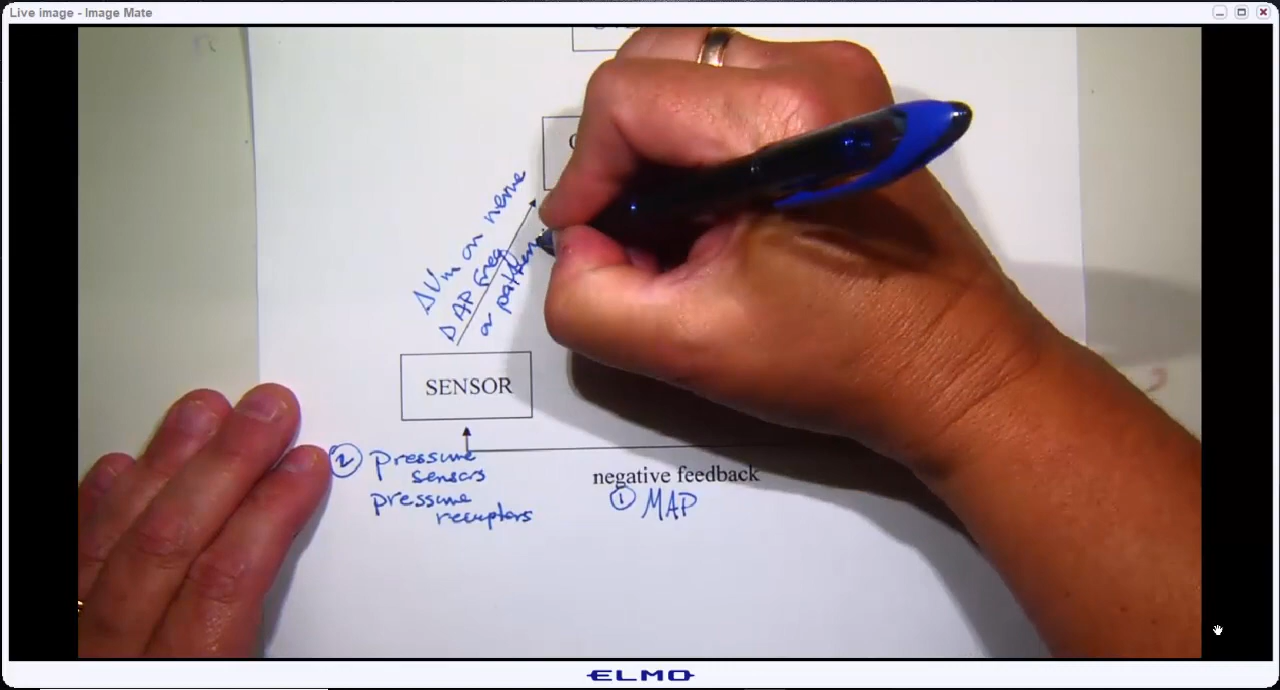 Live image - Image Mate
ΔVm on nerve
Δ AP freq
or pattern
SENSOR
② pressure
sensors
pressure
receptors
negative feedback
① MAP
ELMO